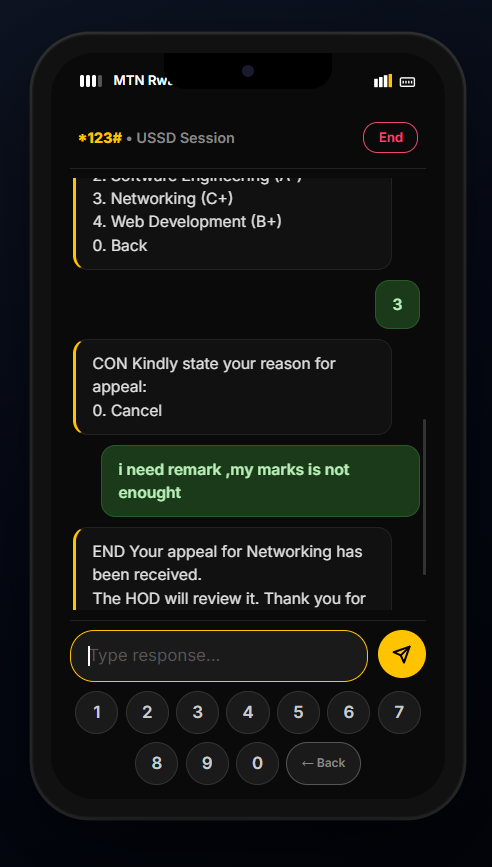 MTN Rwa
*123# • USSD Session
End
2. Software Engineering (A-)
3. Networking (C+)
4. Web Development (B+)
0. Back
3
CON Kindly state your reason for
appeal:
0. Cancel
i need remark ,my marks is not
enought
END Your appeal for Networking has
been received.
The HOD will review it. Thank you for
Type response...
1 2 3 4 5 6 7
8 9 0 ← Back